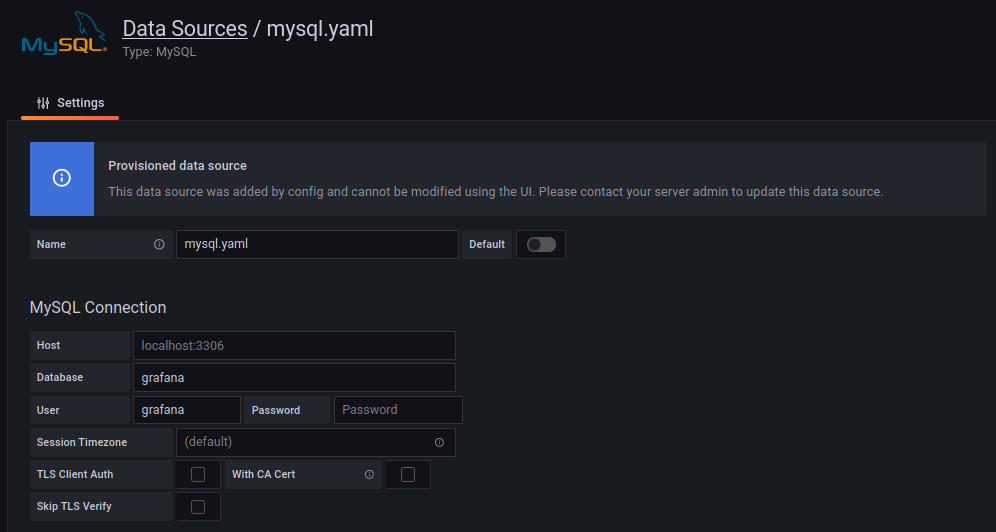 MySQL
Data Sources / mysql.yaml
Type: MySQL
Settings
Provisioned data source
This data source was added by config and cannot be modified using the UI. Please contact your server admin to update this data source.
Name mysql.yaml Default
MySQL Connection
Host localhost:3306
Database grafana
User grafana Password Password
Session Timezone (default)
TLS Client Auth With CA Cert
Skip TLS Verify